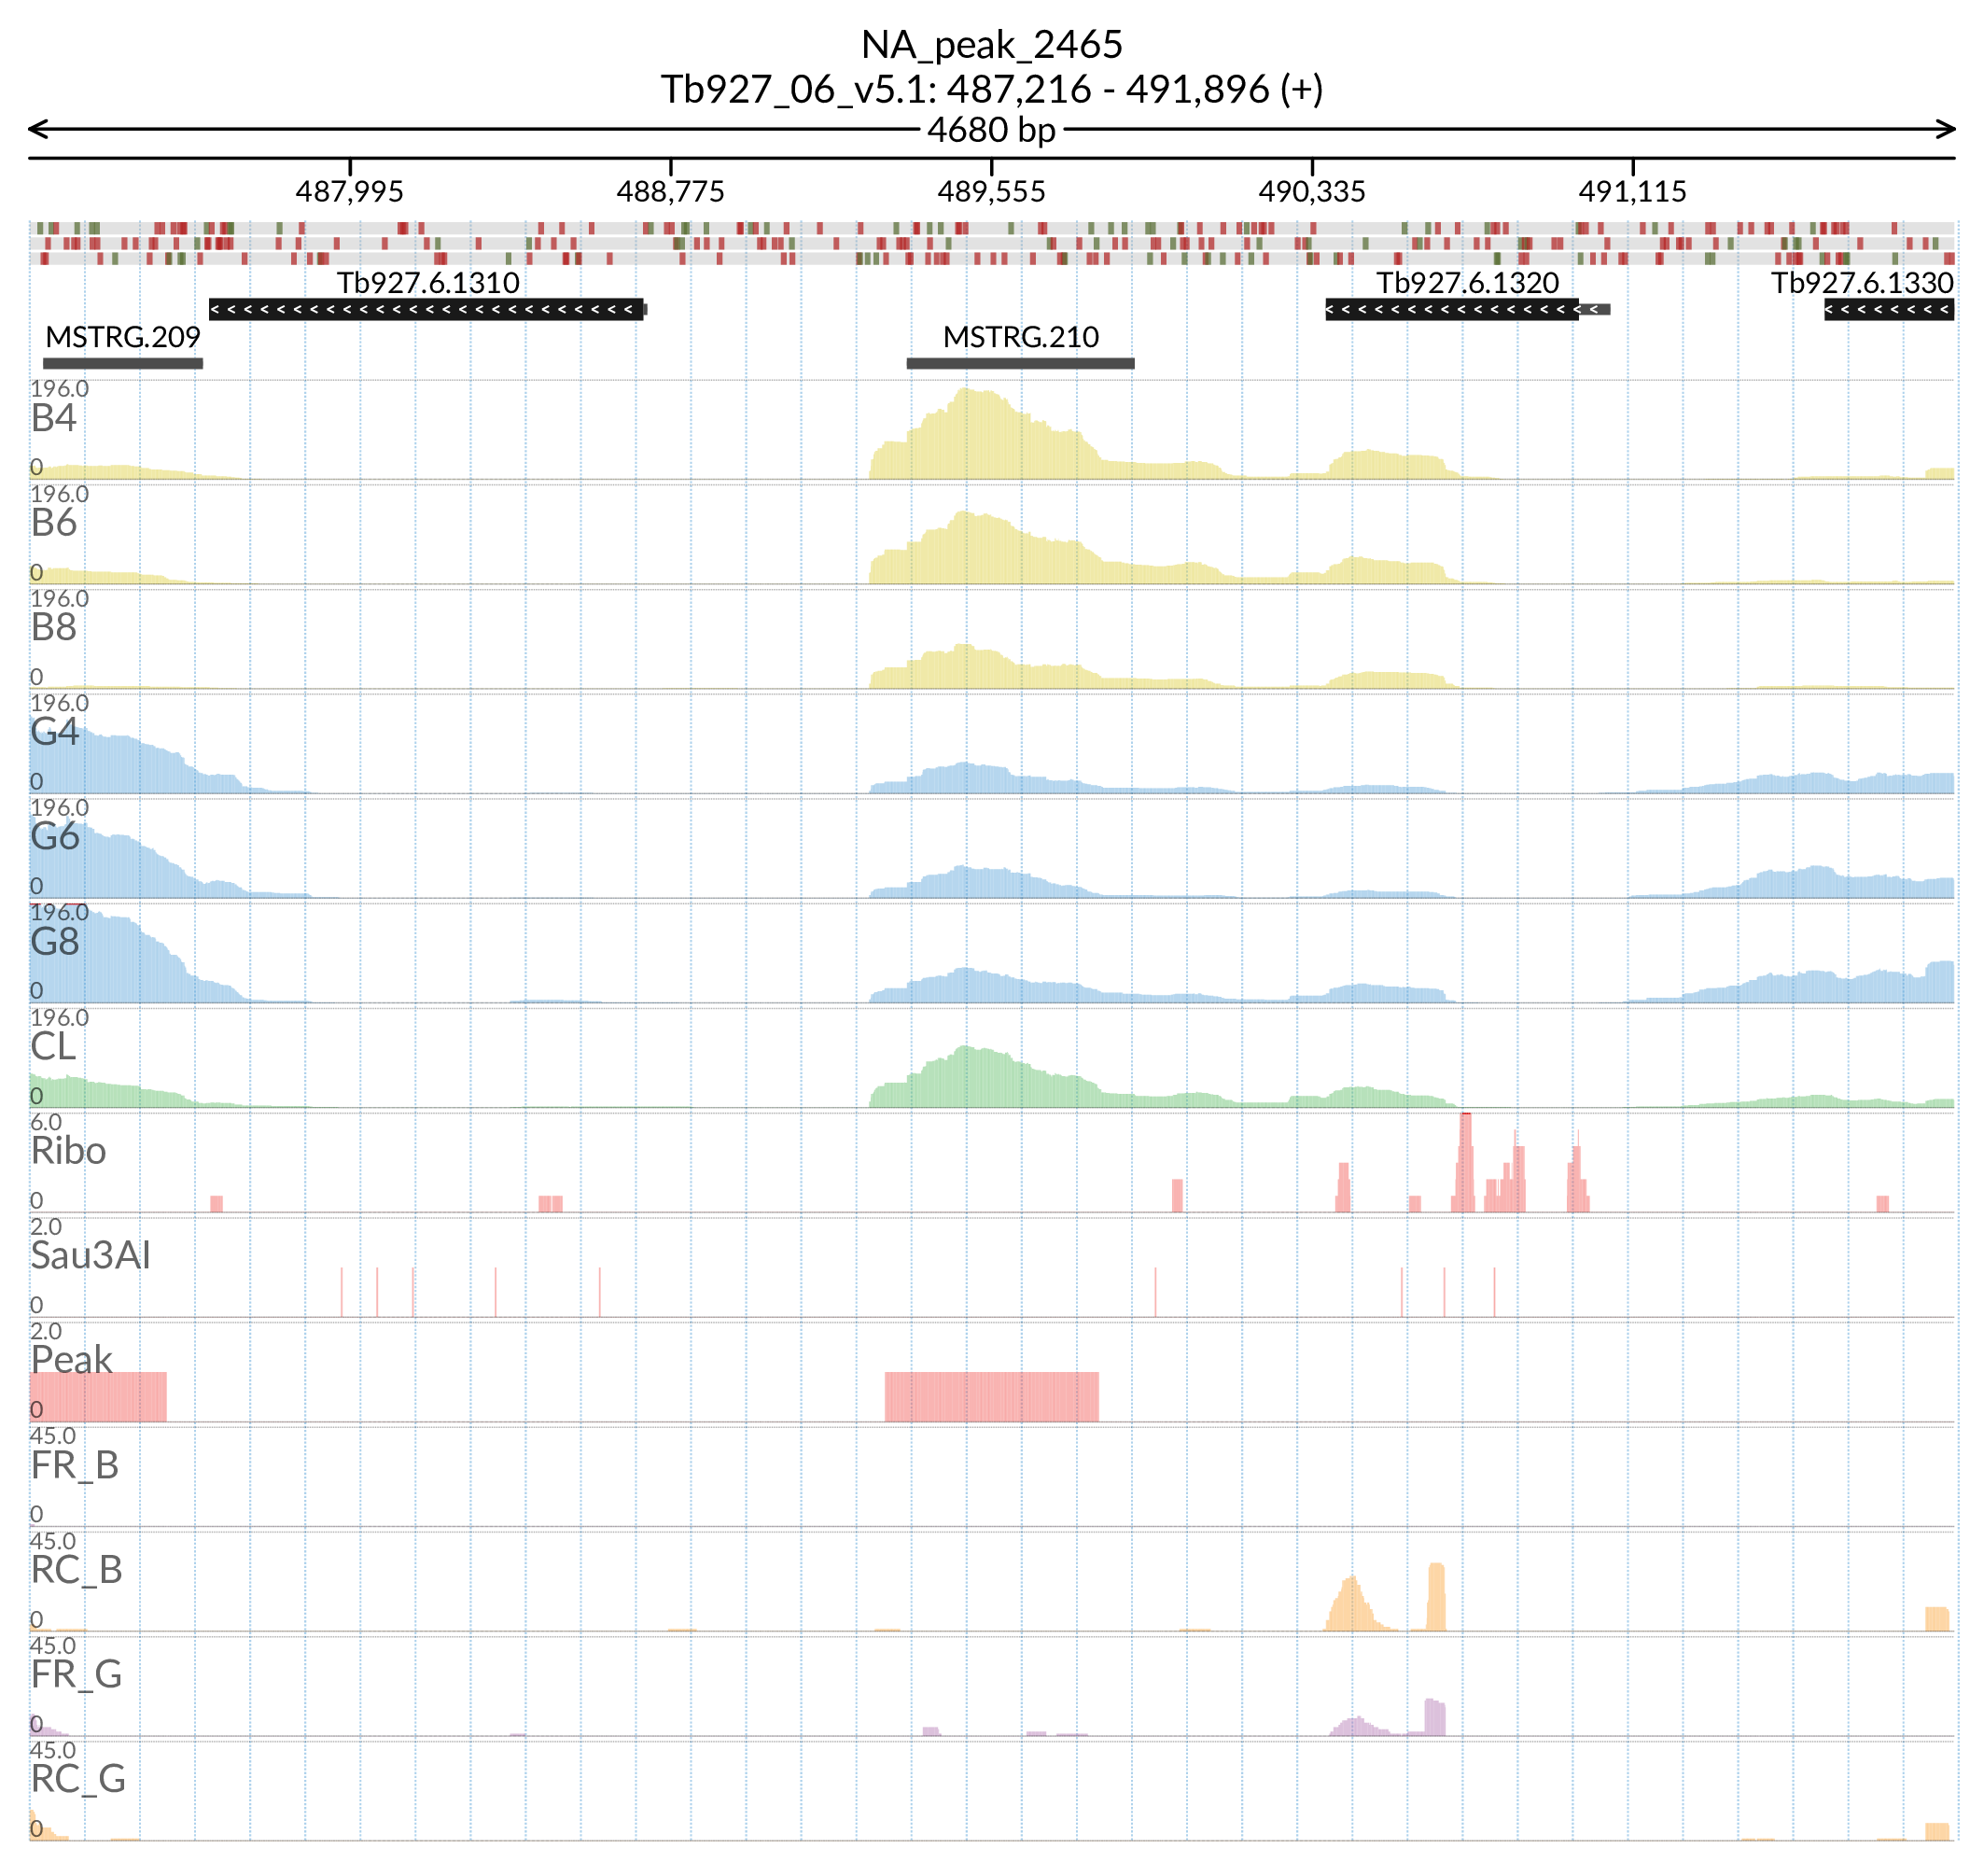 NA_peak_2465
Tb927_06_v5.1: 487,216 - 491,896 (+)
4680 bp
487,995 488,775 489,555 490,335 491,115
Tb927.6.1310 Tb927.6.1320 Tb927.6.1330
MSTRG.209 MSTRG.210
196.0
B4
0
196.0
B6
0
196.0
B8
0
196.0
G4
0
196.0
G6
0
196.0
G8
0
196.0
CL
0
6.0
Ribo
0
2.0
Sau3AI
0
2.0
Peak
0
45.0
FR_B
0
45.0
RC_B
0
45.0
FR_G
0
45.0
RC_G
0